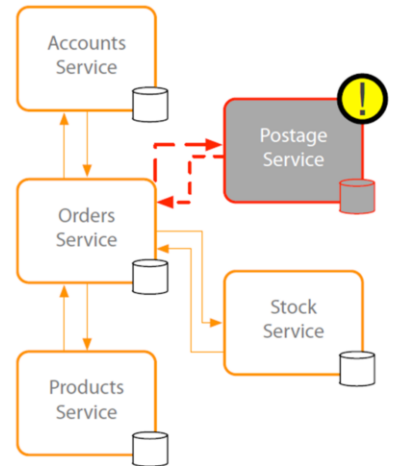 Accounts
Service
Postage
Service
!
Orders
Service
Stock
Service
Products
Service